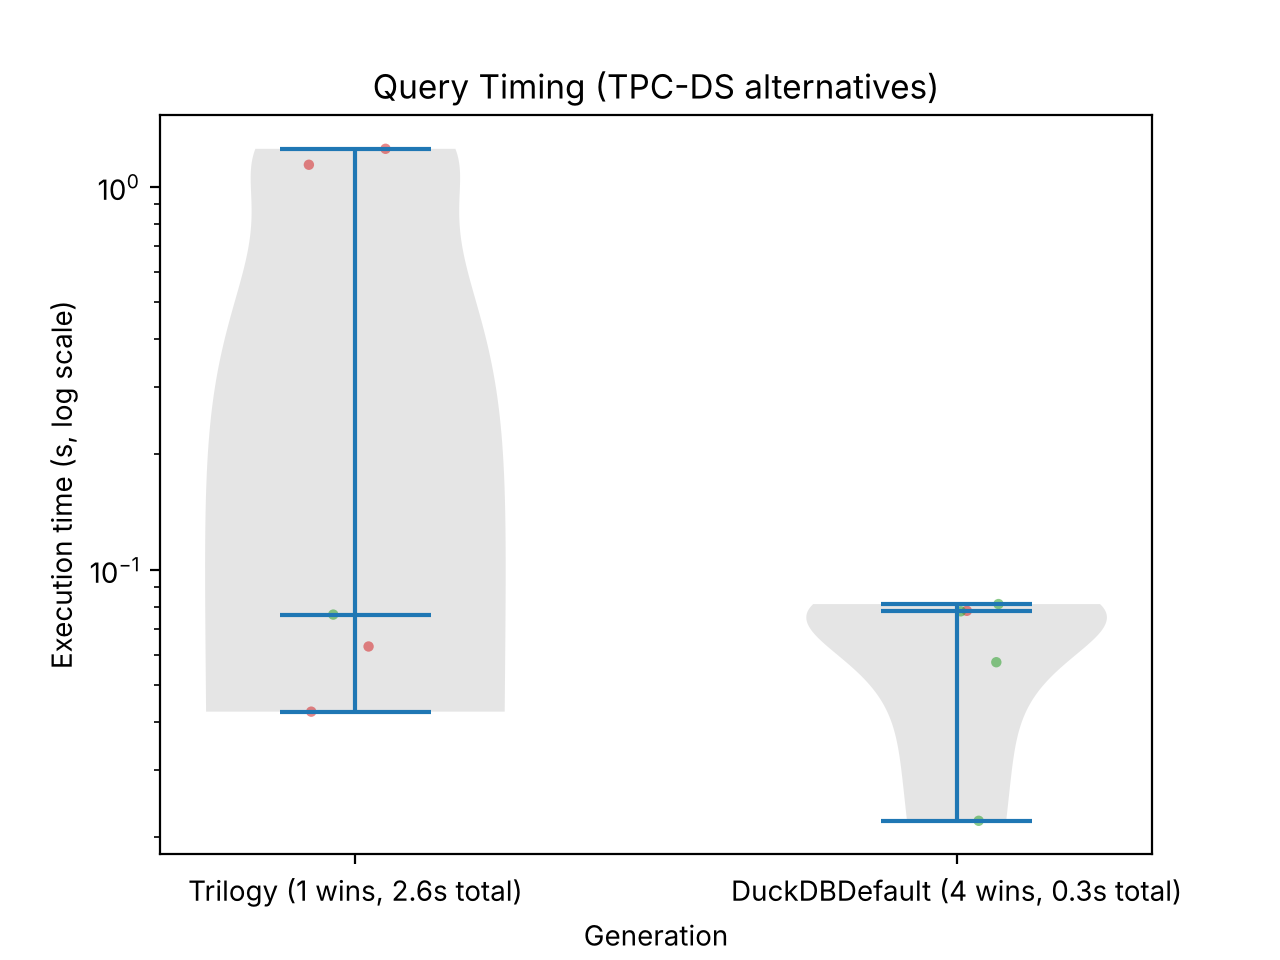 Query Timing (TPC-DS alternatives)
Execution time (s, log scale)
10⁰
10⁻¹
Trilogy (1 wins, 2.6s total)
DuckDBDefault (4 wins, 0.3s total)
Generation